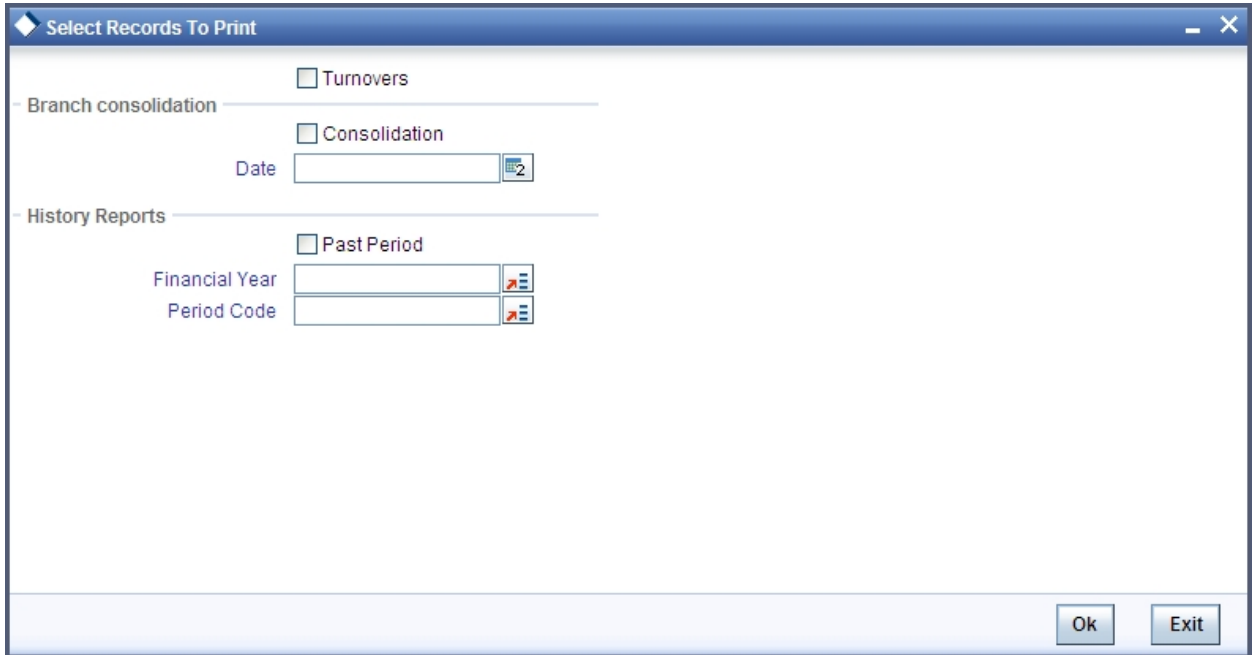 Select Records To Print
Turnovers
Branch consolidation
Consolidation
Date
2
History Reports
Past Period
Financial Year
Period Code
Ok
Exit